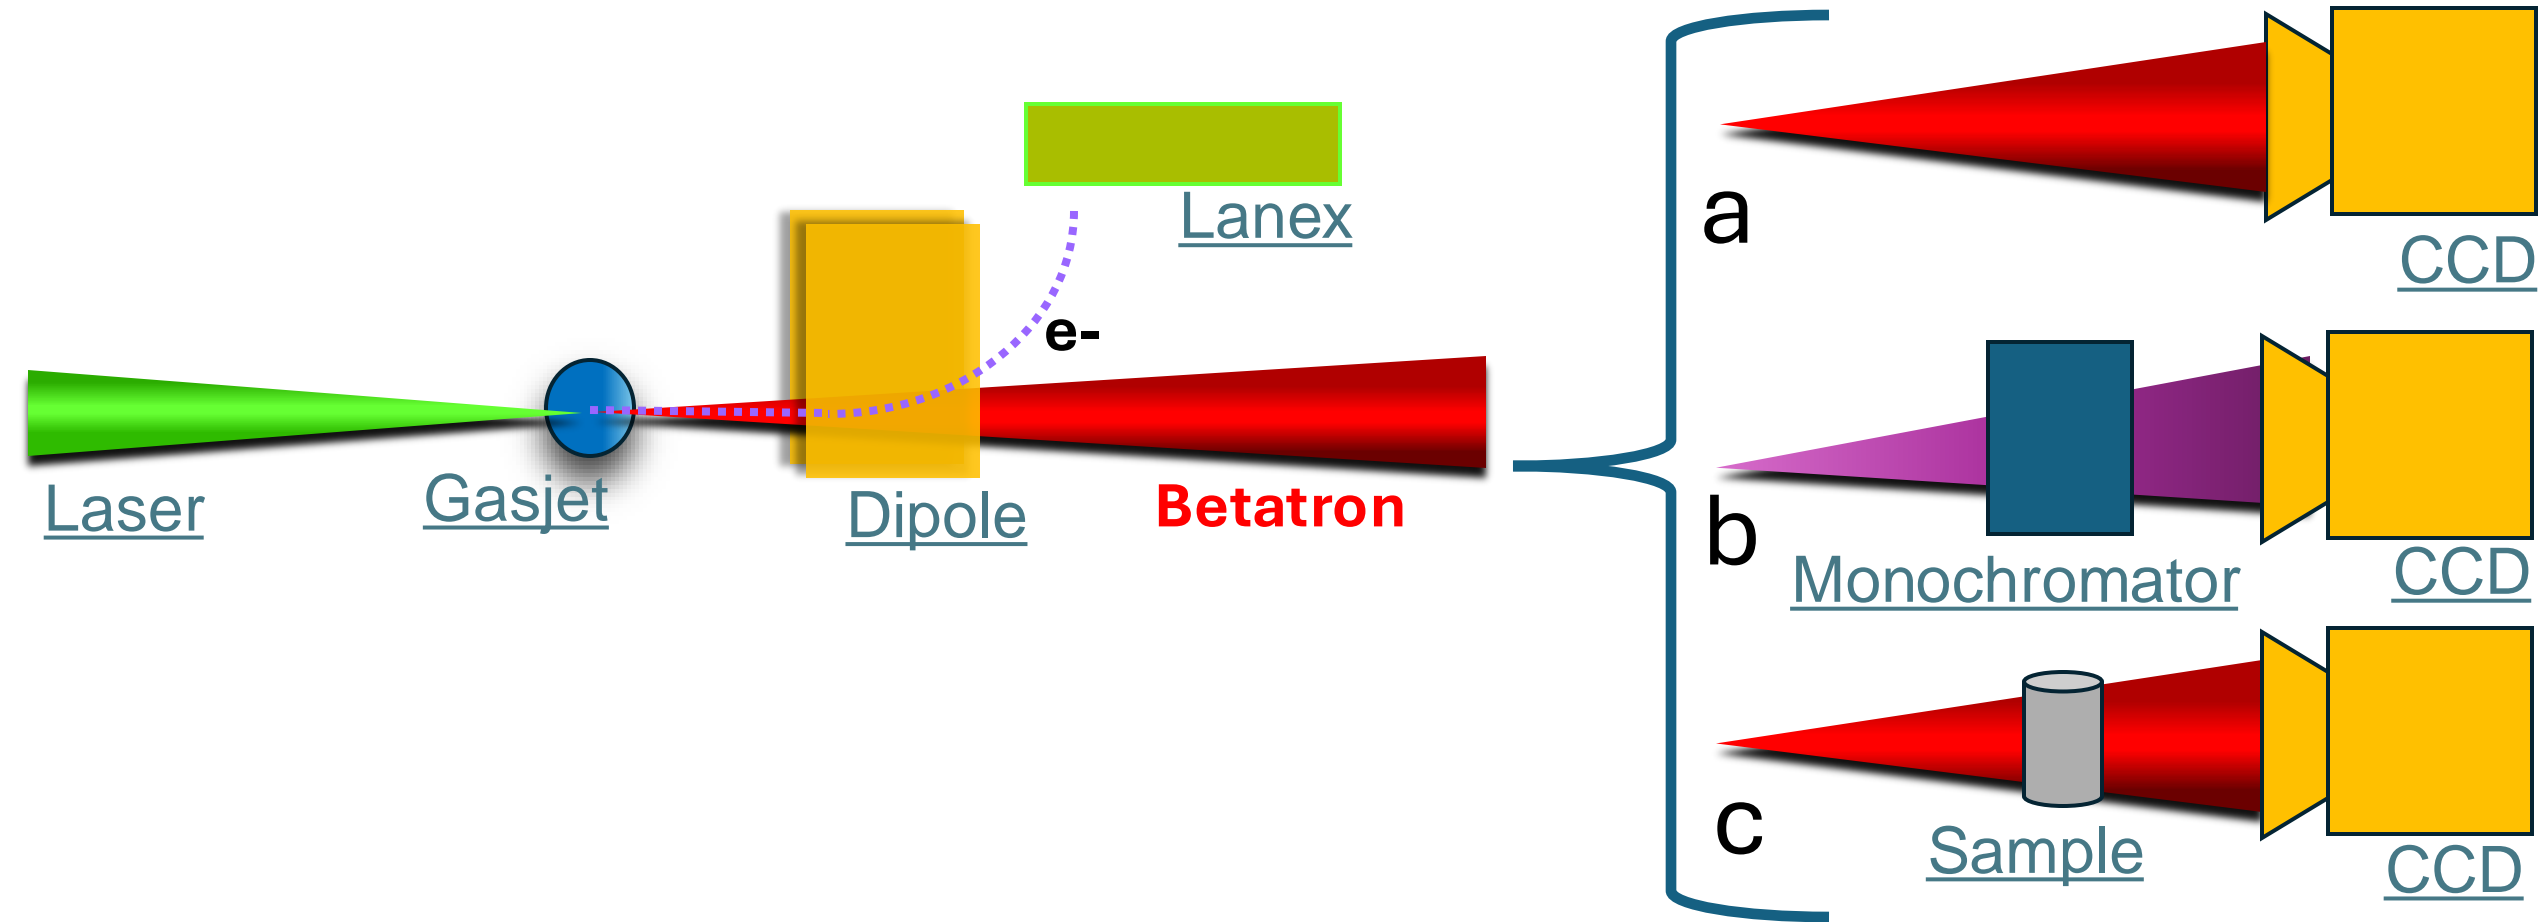 Laser
Gasjet
Dipole
Lanex
e-
Betatron
a
CCD
b
Monochromator
CCD
c
Sample
CCD